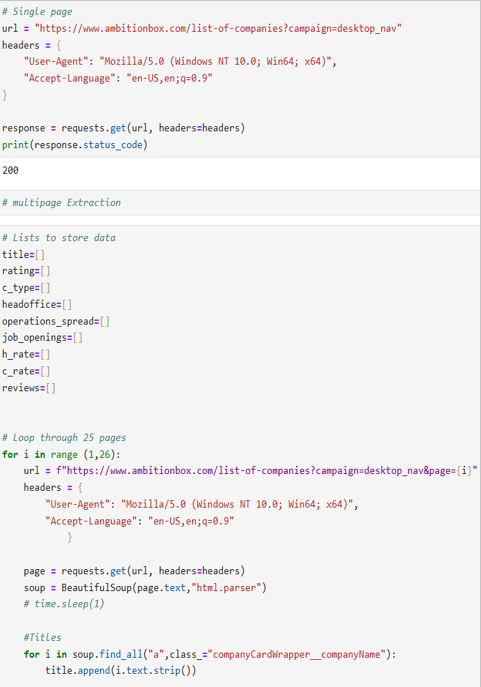 # Single page
url = "https://www.ambitionbox.com/list-of-companies?campaign=desktop_nav"
headers = {
    "User-Agent": "Mozilla/5.0 (Windows NT 10.0; Win64; x64)",
    "Accept-Language": "en-US,en;q=0.9"
}
response = requests.get(url, headers=headers)
print(response.status_code)
200
# multipage Extraction
# Lists to store data
title=[]
rating=[]
c_type=[]
headoffice=[]
operations_spread=[]
job_openings=[]
h_rate=[]
c_rate=[]
reviews=[]
# Loop through 25 pages
for i in range (1,26):
    url = f"https://www.ambitionbox.com/list-of-companies?campaign=desktop_nav&page={i}"
    headers = {
        "User-Agent": "Mozilla/5.0 (Windows NT 10.0; Win64; x64)",
        "Accept-Language": "en-US,en;q=0.9"
            }
    page = requests.get(url, headers=headers)
    soup = BeautifulSoup(page.text,"html.parser")
    # time.sleep(1)
    #Titles
    for i in soup.find_all("a",class_="companyCardWrapper__companyName"):
        title.append(i.text.strip())